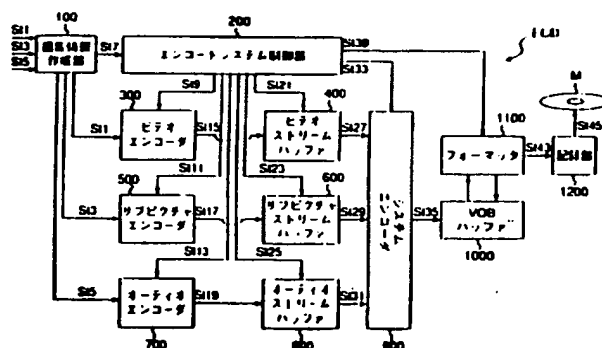 100
200
St1
St3
St5
編集情報
作成部
St7
エンコードシステム制御部
St39
St33
ECD
St9
St21
300
ビデオ
エンコーダ
St1
St15
400
ビデオ
ストリーム
バッファ
St27
St11
St23
500
サブピクチャ
エンコーダ
St3
St17
600
サブピクチャ
ストリーム
バッファ
St29
St13
St25
St5
オーディオ
エンコーダ
700
St19
オーディオ
ストリーム
バッファ
800
St31
システム
エンコーダ
900
St35
1100
フォーマッタ
St43
VOB
バッファ
1000
M
St45
記録部
1200